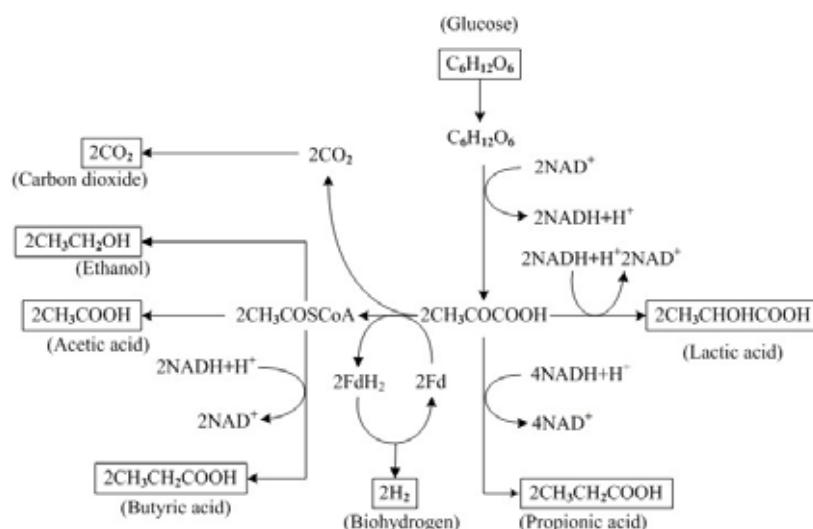 (Glucose)
C₆H₁₂O₆
C₆H₁₂O₆
2CO₂
2CO₂
(Carbon dioxide)
2NAD⁺
2NADH+H⁺
2CH₃CH₂OH
(Ethanol)
2NADH+H⁺2NAD⁺
2CH₃COOH
2CH₃COSCoA
2CH₃COCOOH
2CH₃CHOHCOOH
(Acetic acid)
(Lactic acid)
2NADH+H⁺
2FdH₂
2Fd
4NADH+H⁺
2NAD⁺
4NAD⁺
2CH₃CH₂COOH
2H₂
2CH₃CH₂COOH
(Butyric acid)
(Biohydrogen)
(Propionic acid)